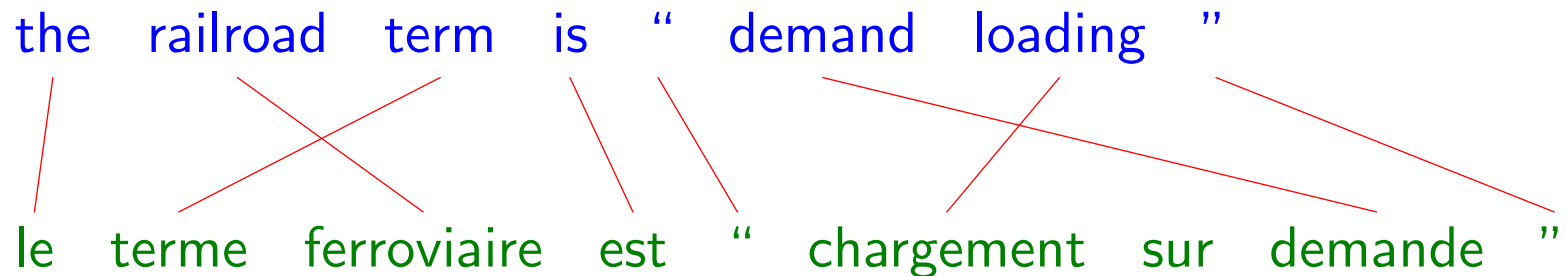 the railroad term is “ demand loading ”
le terme ferroviaire est “ chargement sur demande ”